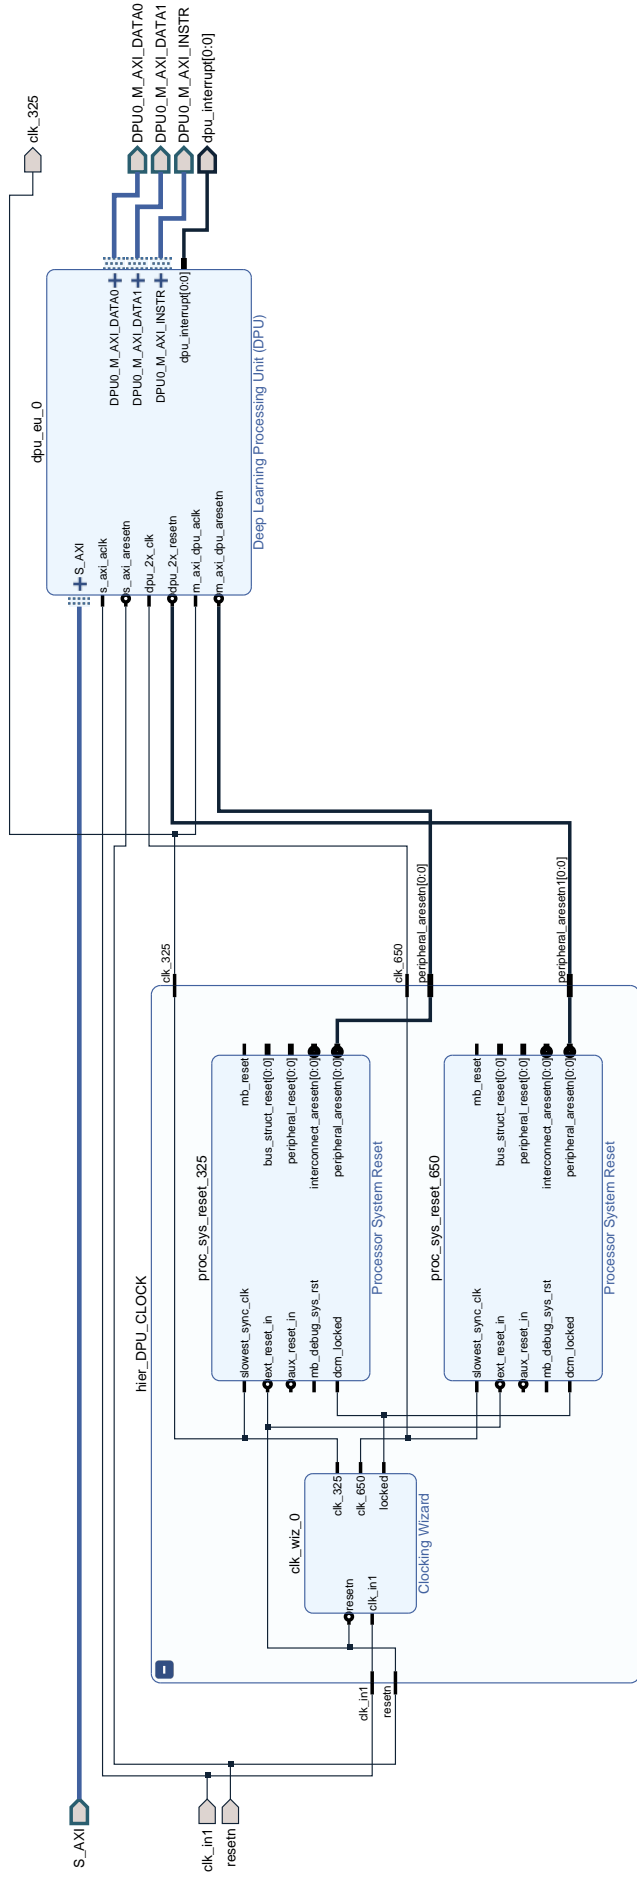 S_AXI
clk_in1
resetn
hier_DPU_CLOCK
clk_in1
resetn
clk_wiz_0
resetn
clk_in1
clk_325
clk_650
locked
Clocking Wizard
proc_sys_reset_325
slowest_sync_clk
ext_reset_in
aux_reset_in
mb_debug_sys_rst
dcm_locked
mb_reset
bus_struct_reset[0:0]
peripheral_reset[0:0]
interconnect_aresetn[0:0]
peripheral_aresetn[0:0]
Processor System Reset
proc_sys_reset_650
slowest_sync_clk
ext_reset_in
aux_reset_in
mb_debug_sys_rst
dcm_locked
mb_reset
bus_struct_reset[0:0]
peripheral_reset[0:0]
interconnect_aresetn[0:0]
peripheral_aresetn[0:0]
Processor System Reset
clk_325
clk_650
peripheral_aresetn[0:0]
peripheral_aresetn1[0:0]
dpu_eu_0
S_AXI
s_axi_aclk
s_axi_aresetn
dpu_2x_clk
dpu_2x_resetn
m_axi_dpu_aclk
m_axi_dpu_aresetn
DPU0_M_AXI_DATA0
DPU0_M_AXI_DATA1
DPU0_M_AXI_INSTR
dpu_interrupt[0:0]
Deep Learning Processing Unit (DPU)
clk_325
DPU0_M_AXI_DATA0
DPU0_M_AXI_DATA1
DPU0_M_AXI_INSTR
dpu_interrupt[0:0]